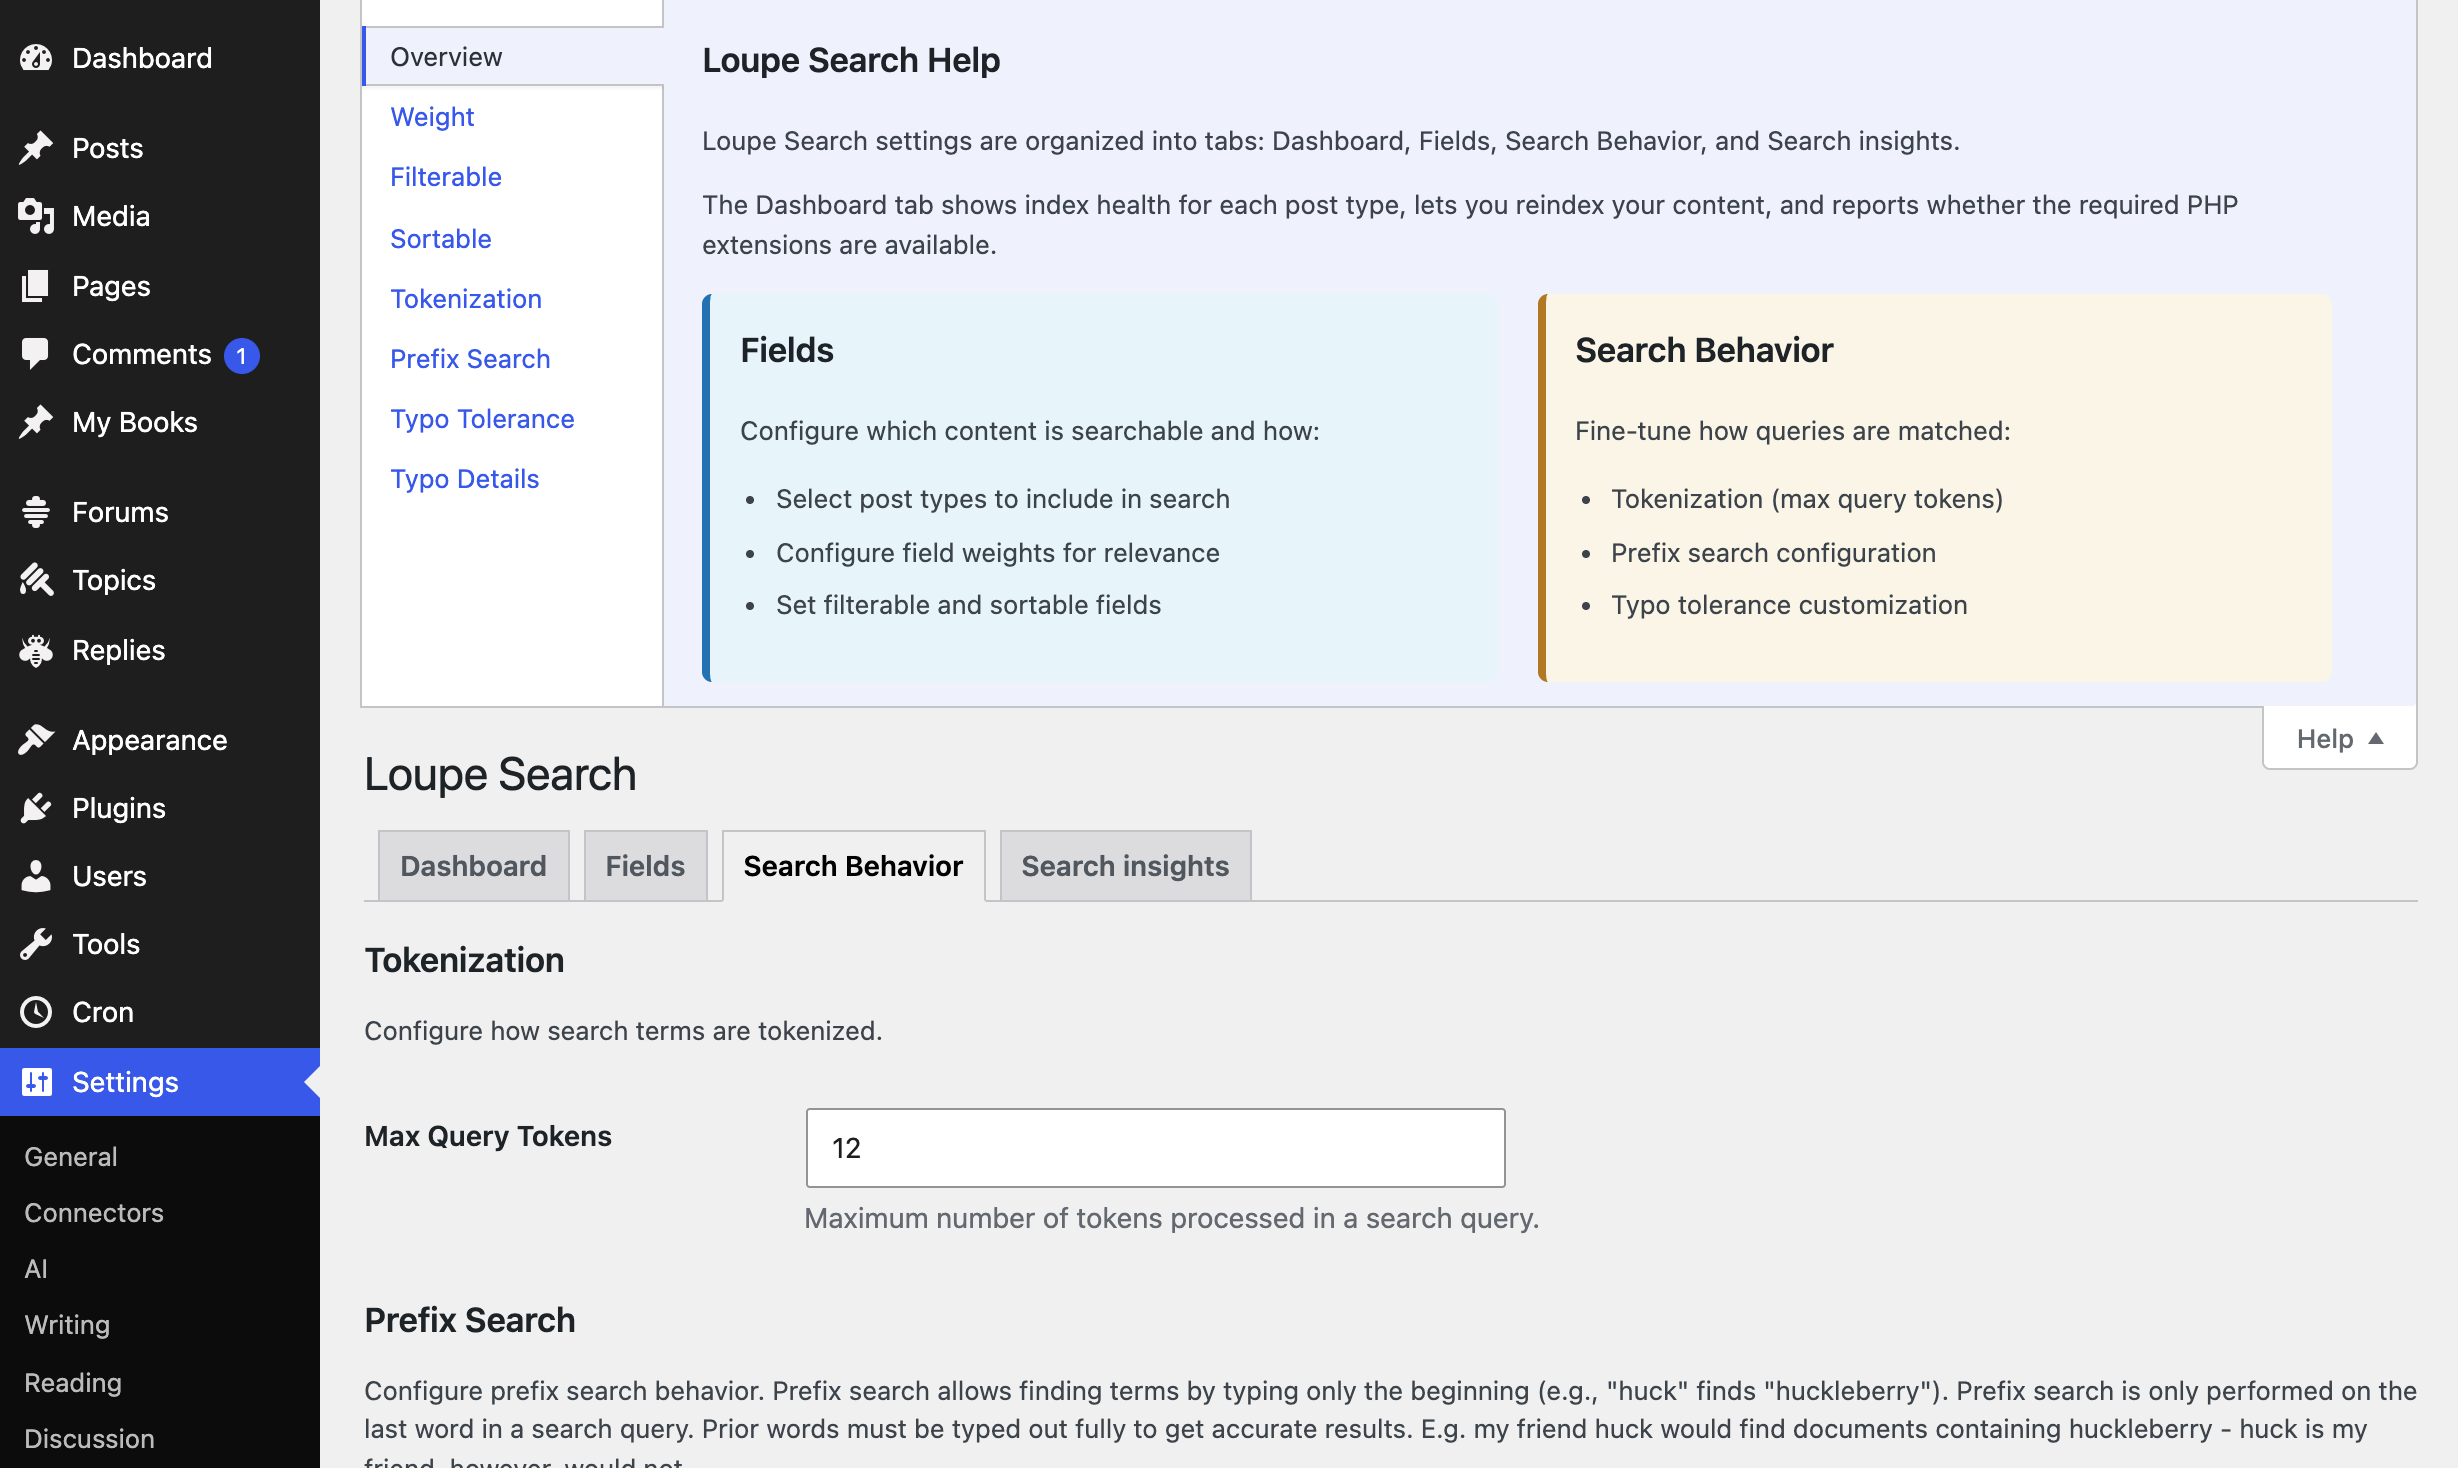 Dashboard
Posts
Media
Pages
Comments 1
My Books
Forums
Topics
Replies
Appearance
Plugins
Users
Tools
Cron
Settings
General
Connectors
AI
Writing
Reading
Discussion
Overview
Weight
Filterable
Sortable
Tokenization
Prefix Search
Typo Tolerance
Typo Details
Loupe Search Help
Loupe Search settings are organized into tabs: Dashboard, Fields, Search Behavior, and Search insights.
The Dashboard tab shows index health for each post type, lets you reindex your content, and reports whether the required PHP
extensions are available.
Fields
Configure which content is searchable and how:
• Select post types to include in search
• Configure field weights for relevance
• Set filterable and sortable fields
Search Behavior
Fine-tune how queries are matched:
• Tokenization (max query tokens)
• Prefix search configuration
• Typo tolerance customization
Help
Loupe Search
Dashboard
Fields
Search Behavior
Search insights
Tokenization
Configure how search terms are tokenized.
Max Query Tokens
12
Maximum number of tokens processed in a search query.
Prefix Search
Configure prefix search behavior. Prefix search allows finding terms by typing only the beginning (e.g., "huck" finds "huckleberry"). Prefix search is only performed on the
last word in a search query. Prior words must be typed out fully to get accurate results. E.g. my friend huck would find documents containing huckleberry - huck is my
friend, however, would not